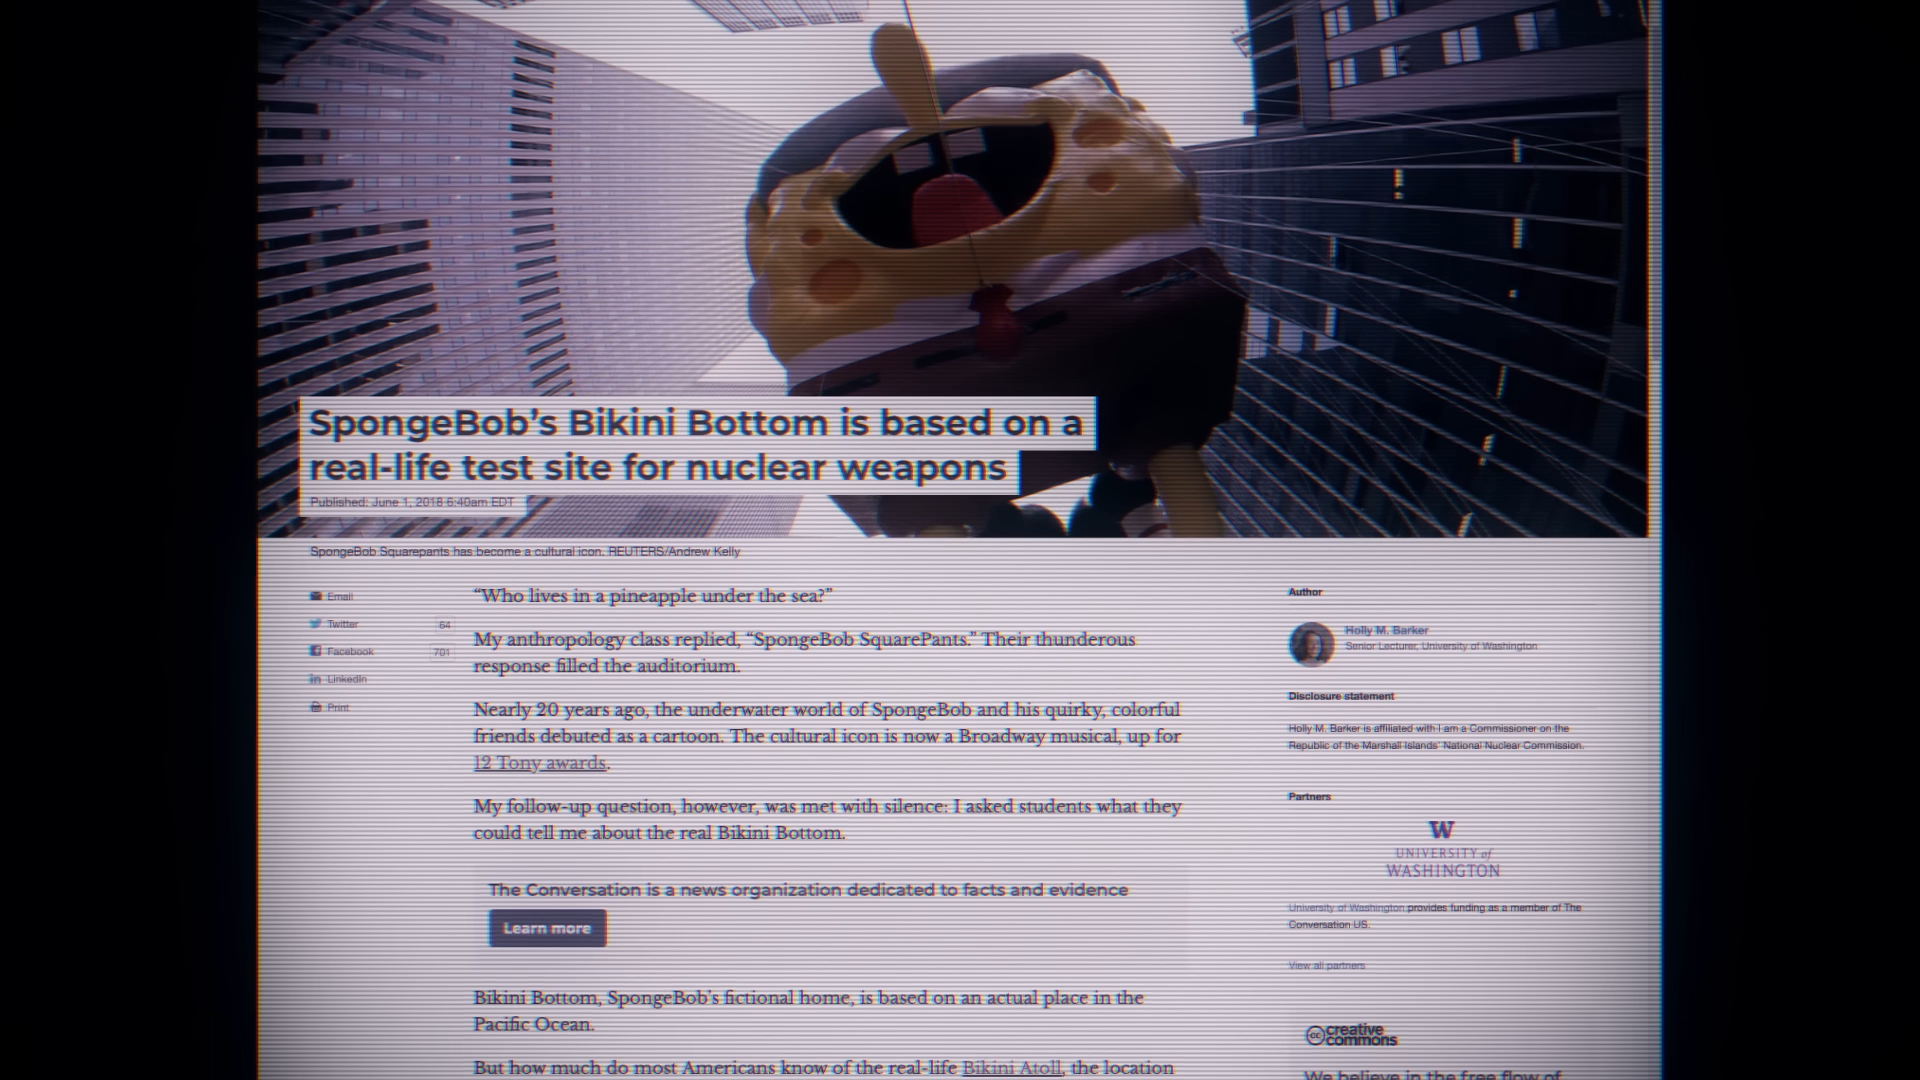 SpongeBob's Bikini Bottom is based on a
real-life test site for nuclear weapons
Published: June 1, 2018 6:40am EDT
SpongeBob Squarepants has become a cultural icon. REUTERS/Andrew Kelly
Email
Twitter 64
Facebook 701
LinkedIn
Print
“Who lives in a pineapple under the sea?”
My anthropology class replied, “SpongeBob SquarePants.” Their thunderous
response filled the auditorium.
Nearly 20 years ago, the underwater world of SpongeBob and his quirky, colorful
friends debuted as a cartoon. The cultural icon is now a Broadway musical, up for
12 Tony awards.
My follow-up question, however, was met with silence: I asked students what they
could tell me about the real Bikini Bottom.
The Conversation is a news organization dedicated to facts and evidence
Learn more
Bikini Bottom, SpongeBob's fictional home, is based on an actual place in the
Pacific Ocean.
But how much do most Americans know of the real-life Bikini Atoll, the location
Author
Holly M. Barker
Senior Lecturer, University of Washington
Disclosure statement
Holly M. Barker is affiliated with I am a Commissioner on the
Republic of the Marshall Islands' National Nuclear Commission.
Partners
W
UNIVERSITY of
WASHINGTON
University of Washington provides funding as a member of The
Conversation US.
View all partners
cc creative
commons
We believe in the free flow of